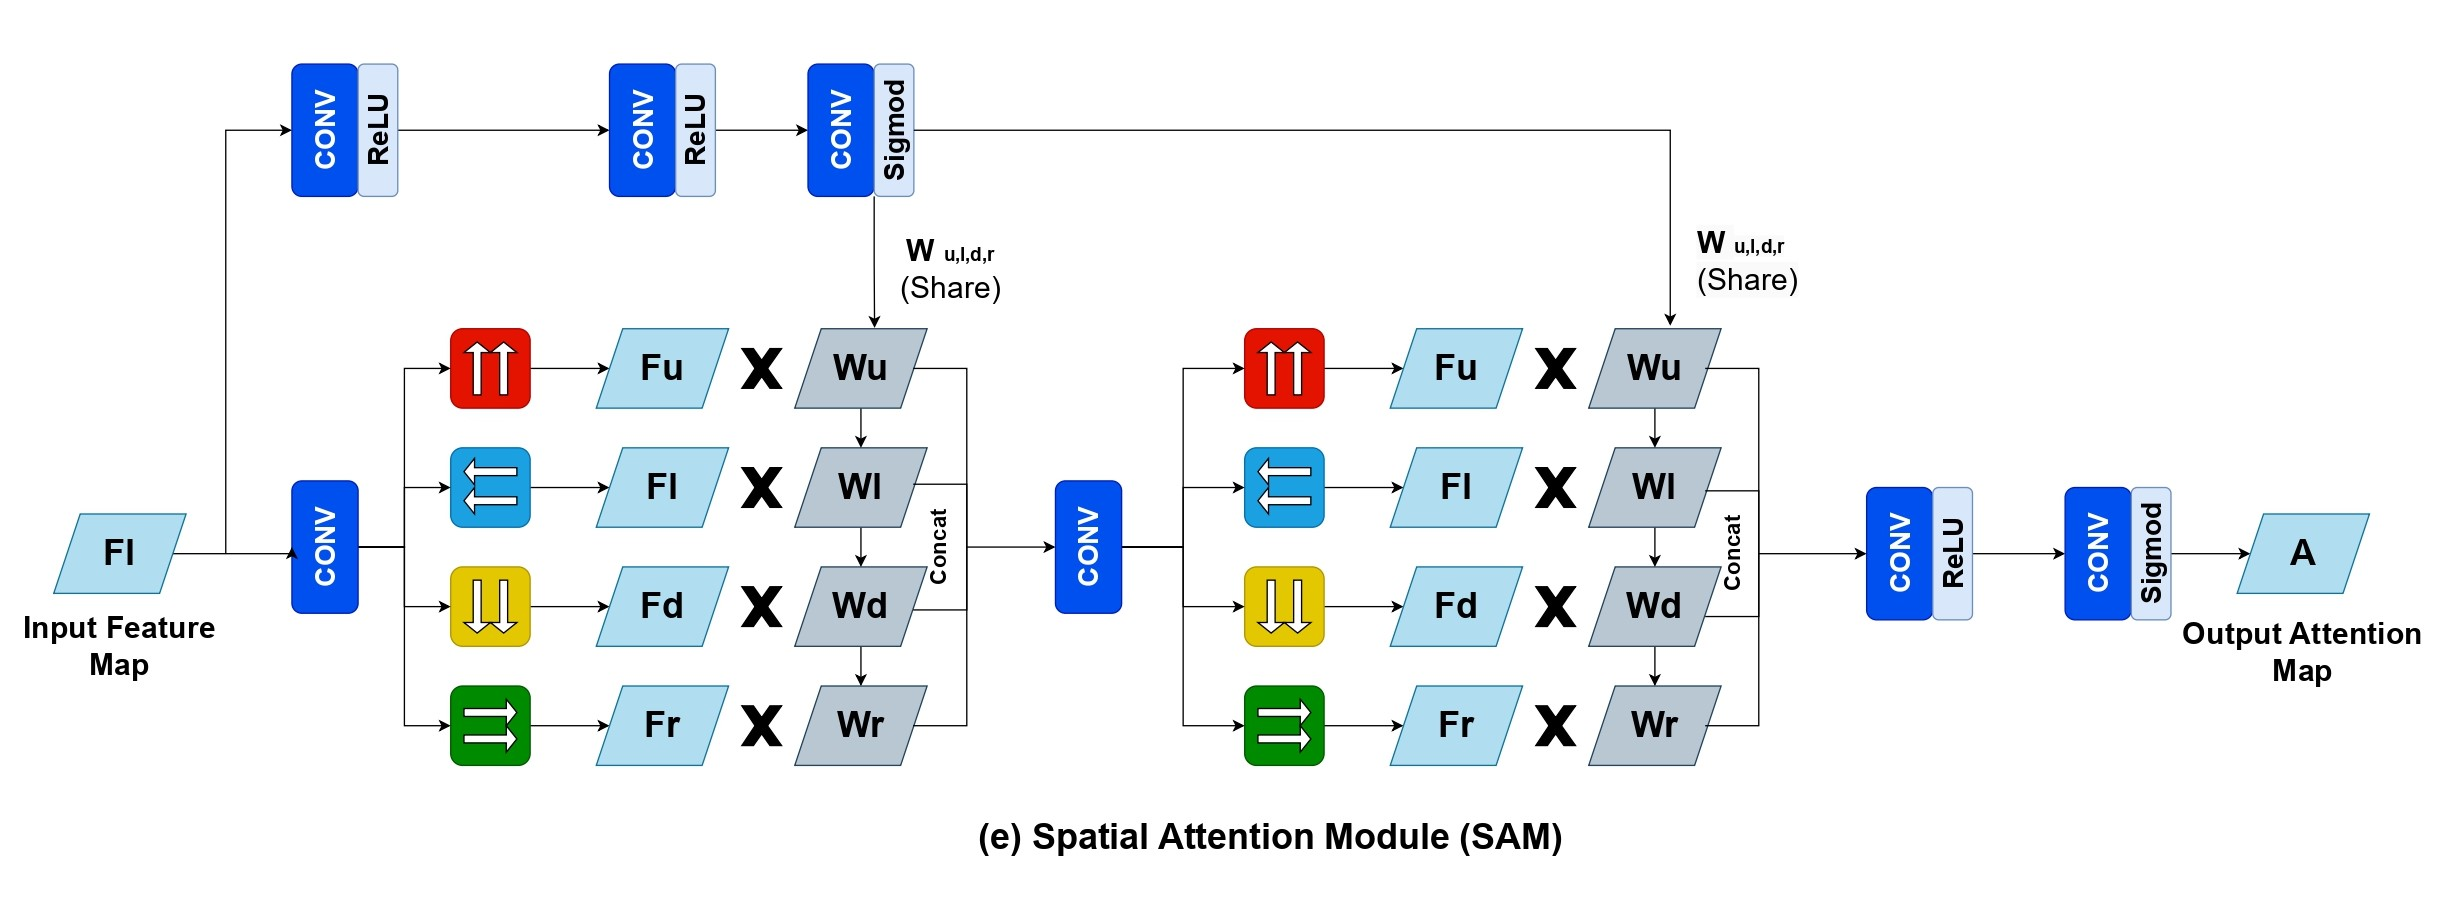 CONV
ReLU
CONV
ReLU
CONV
Sigmod
W u,l,d,r
(Share)
W u,l,d,r
(Share)
Fu
X
Wu
Fu
X
Wu
Fl
X
Wl
Fl
X
Wl
Fl
Input Feature
Map
CONV
Concat
CONV
Concat
CONV
ReLU
CONV
Sigmod
A
Output Attention
Map
Fd
X
Wd
Fd
X
Wd
Fr
X
Wr
Fr
X
Wr
(e) Spatial Attention Module (SAM)